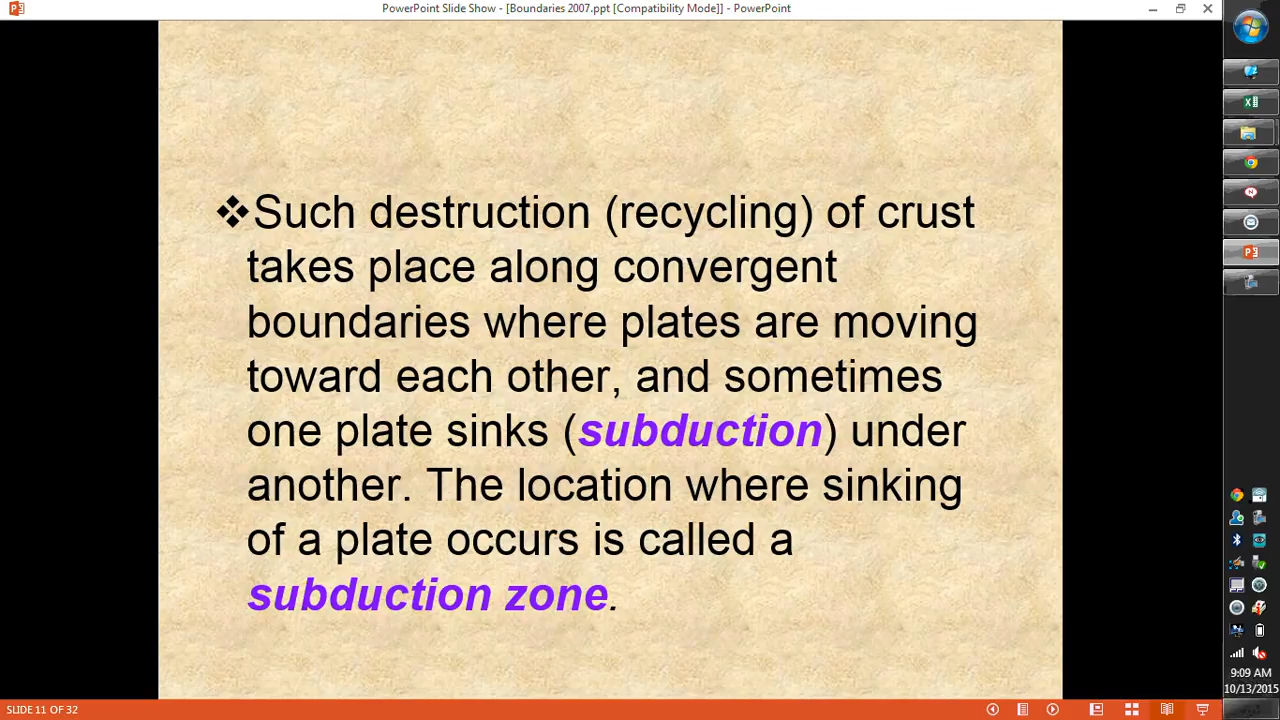 PowerPoint Slide Show - [Boundaries 2007.ppt [Compatibility Mode]] - PowerPoint
❖Such destruction (recycling) of crust
takes place along convergent
boundaries where plates are moving
toward each other, and sometimes
one plate sinks (subduction) under
another. The location where sinking
of a plate occurs is called a
subduction zone.
9:09 AM
10/13/2015
SLIDE 11 OF 32